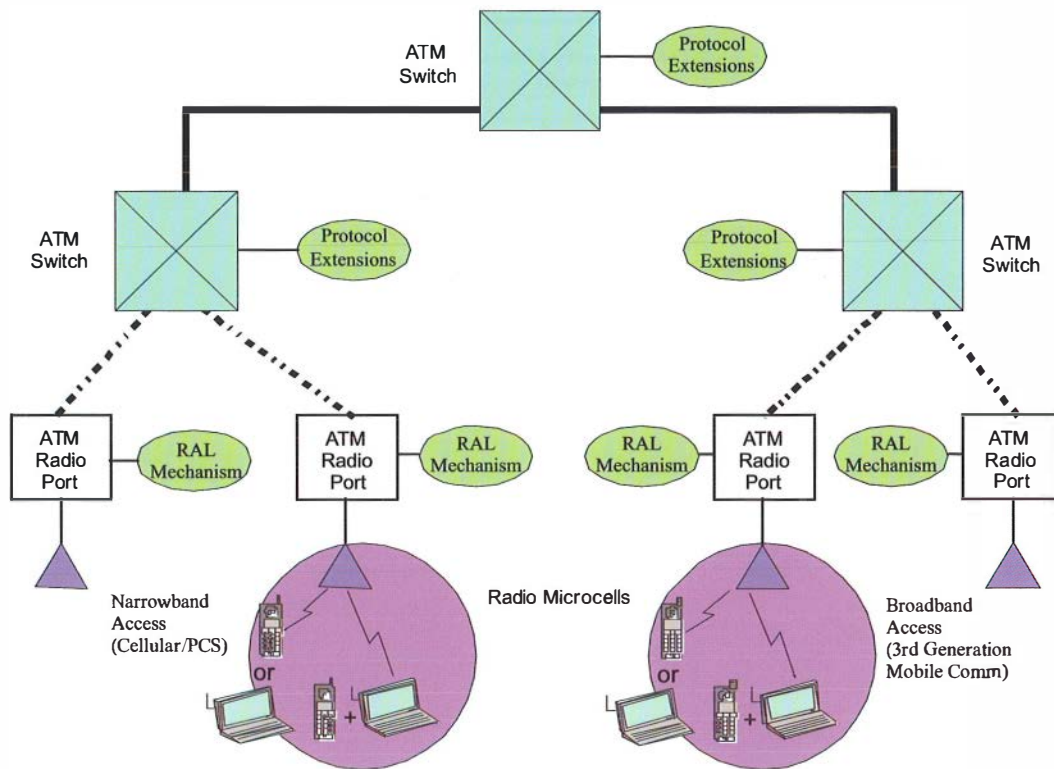 ATM
Switch
Protocol
Extensions
ATM
Switch
Protocol
Extensions
Protocol
Extensions
ATM
Switch
ATM
Radio
Port
RAL
Mechanism
ATM
Radio
Port
RAL
Mechanism
RAL
Mechanism
ATM
Radio
Port
RAL
Mechanism
ATM
Radio
Port
Narrowband
Access
(Cellular/PCS)
Radio Microcells
Broadband
Access
(3rd Generation
Mobile Comm)
or
+
or
+